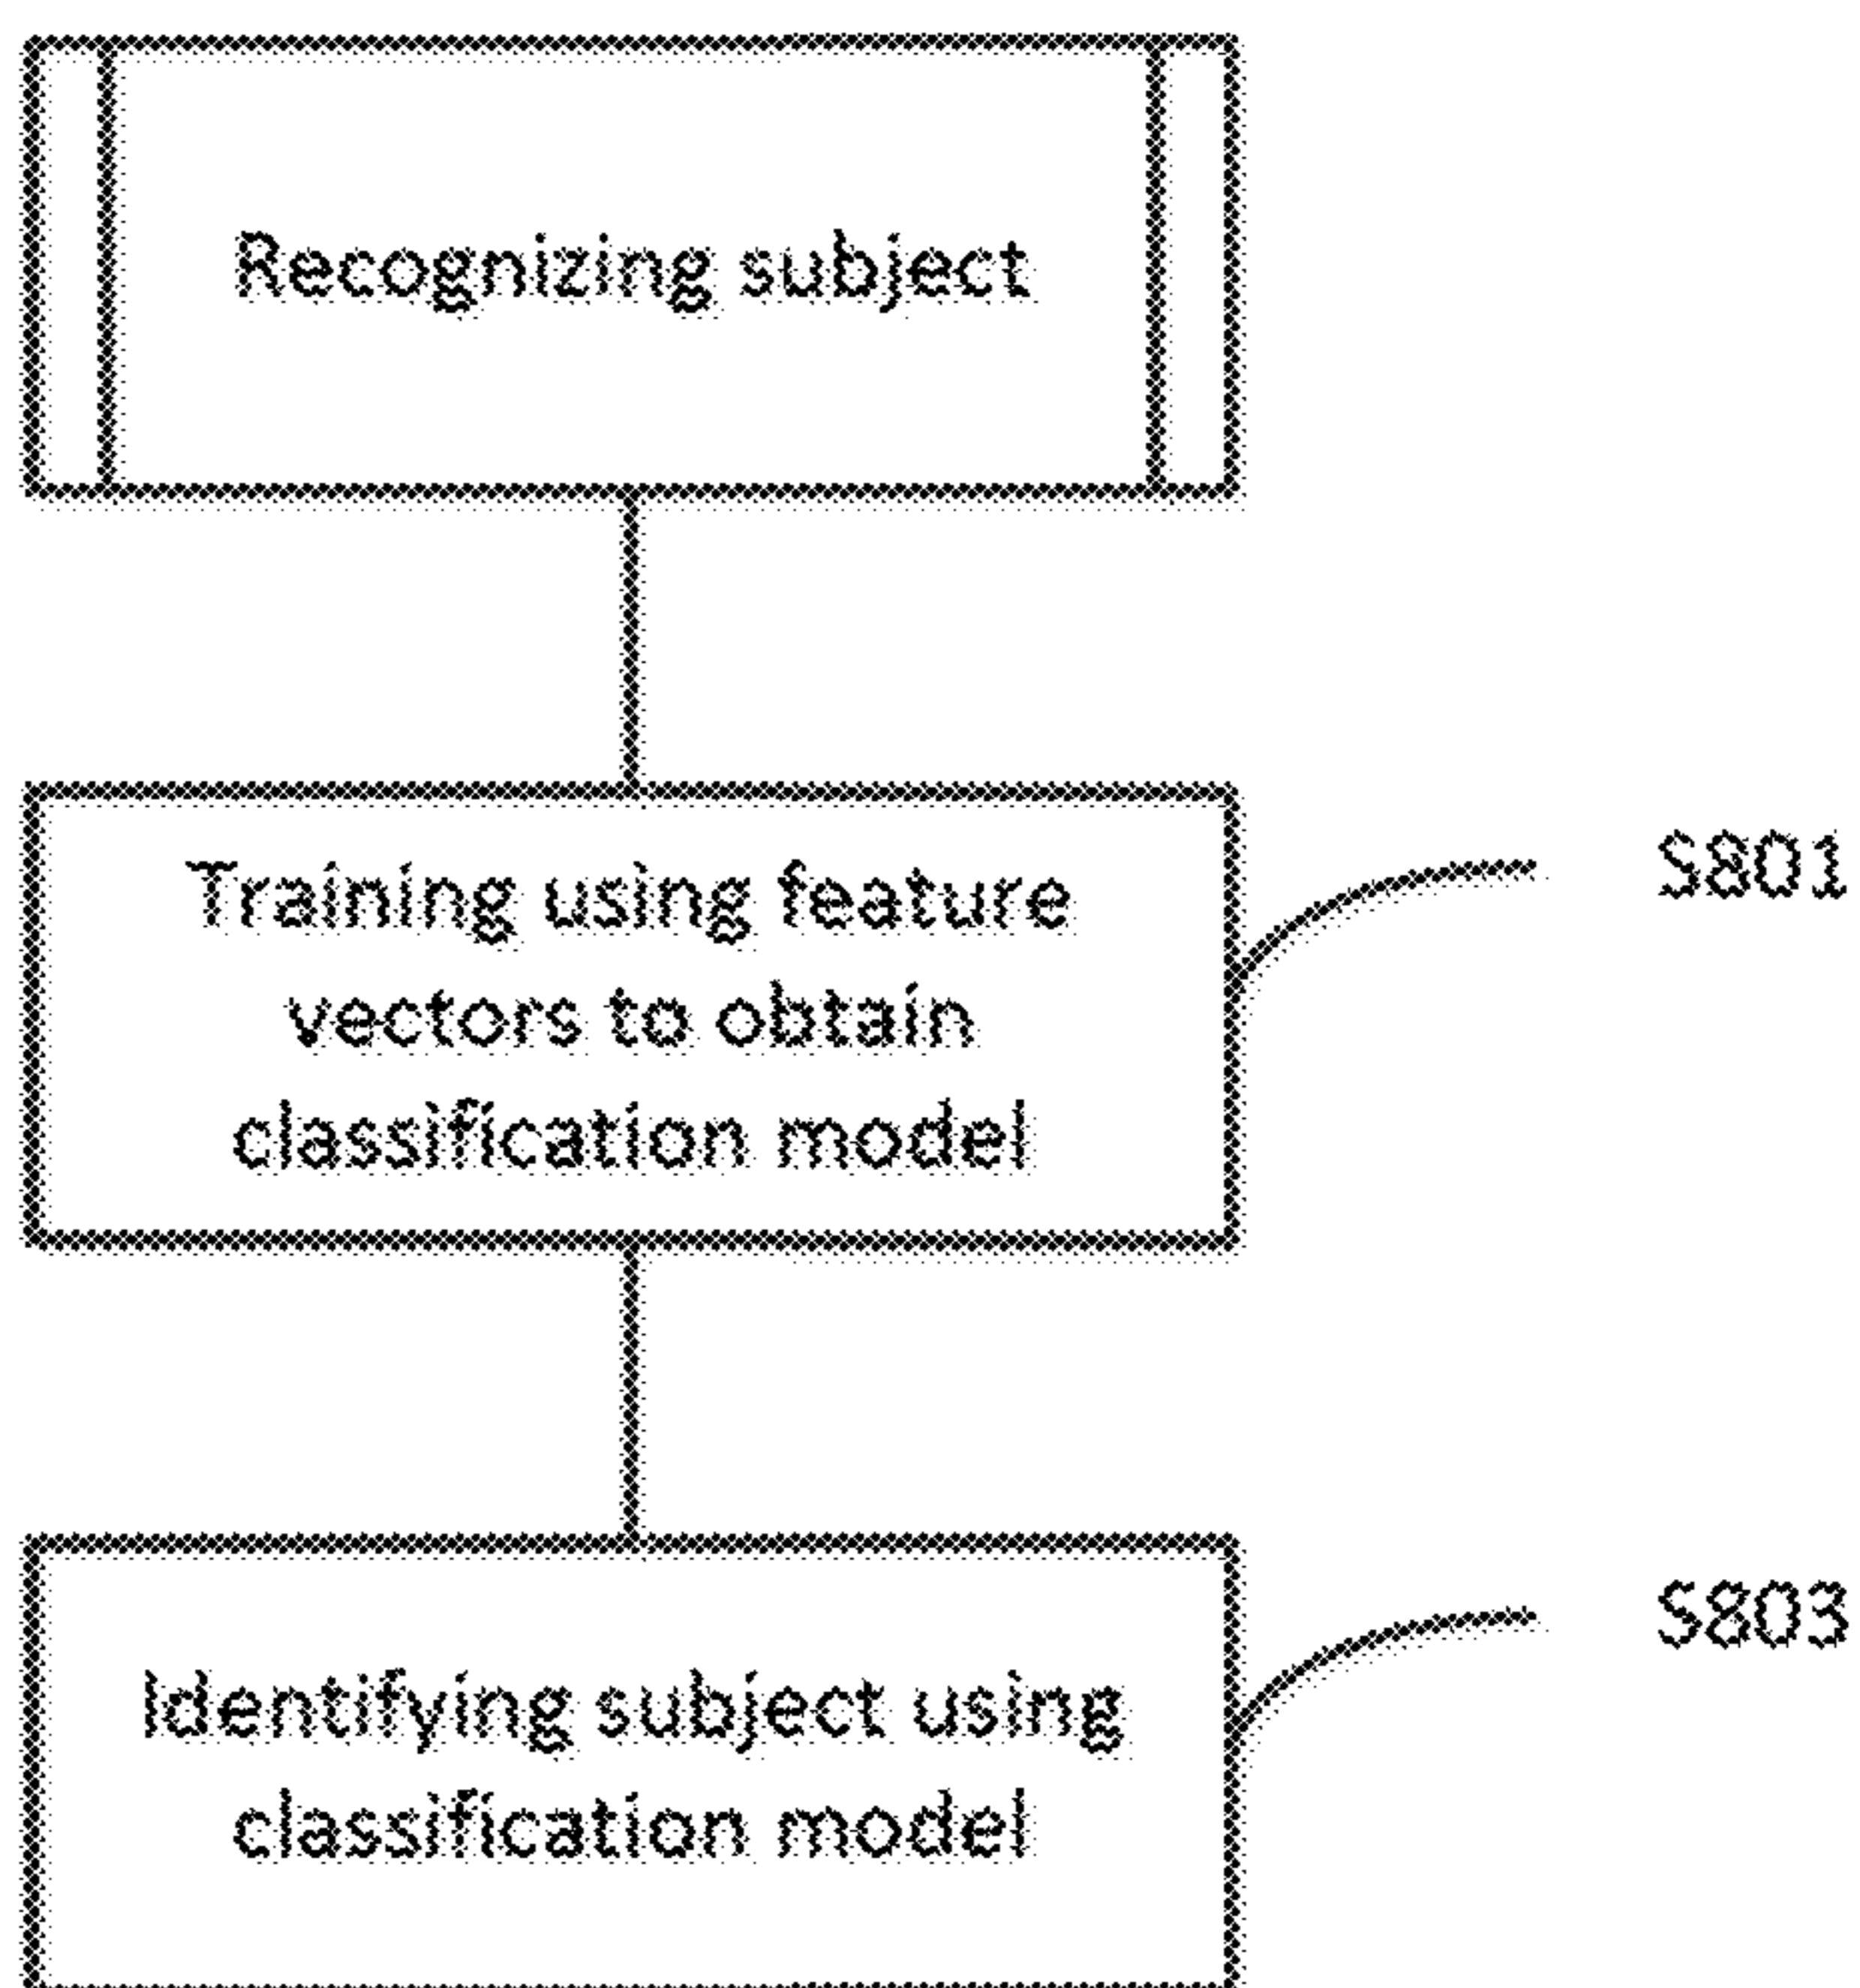 Recognizing subject
Training using feature
vectors to obtain
classification model
S801
Identifying subject using
classification model
S803